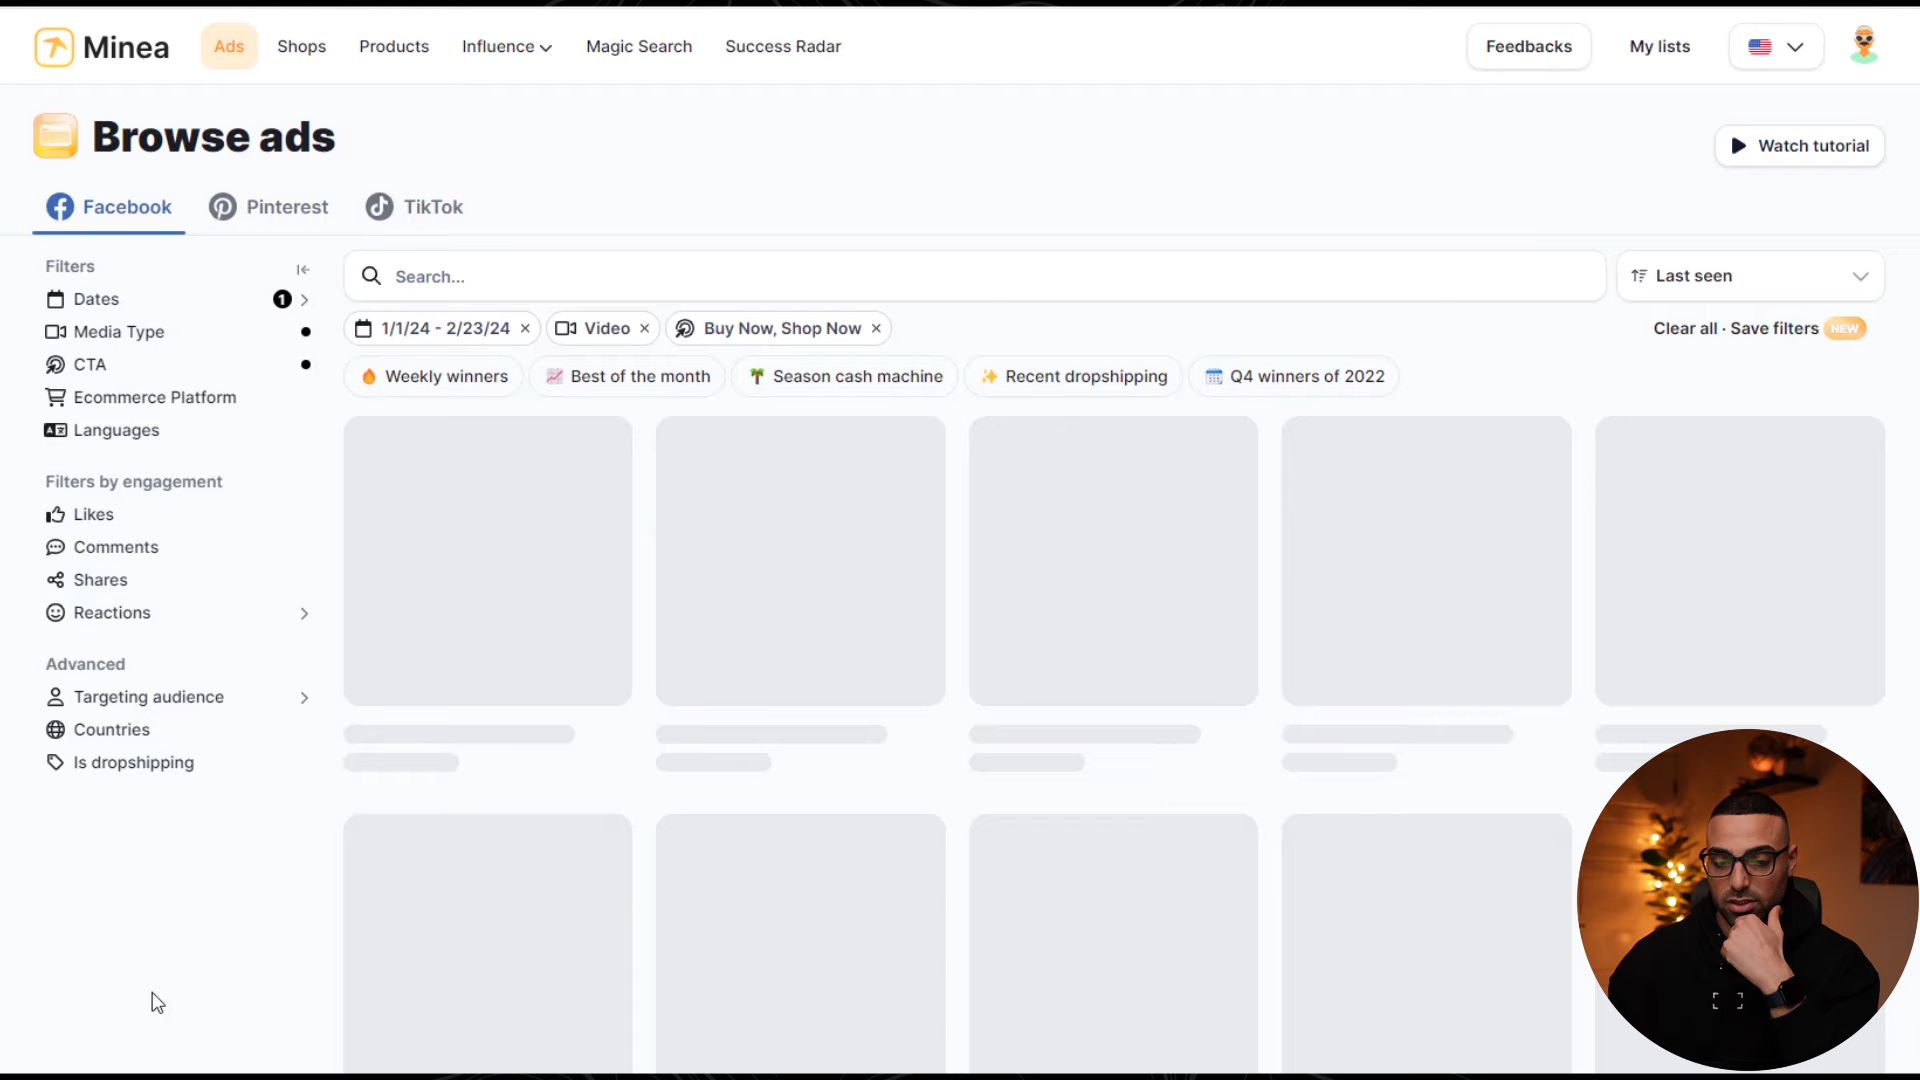 Minea
Ads
Shops
Products
Influence
Magic Search
Success Radar
Feedbacks
My lists
Browse ads
Watch tutorial
Facebook
Pinterest
TikTok
Filters
Dates
1
Media Type
CTA
Ecommerce Platform
Languages
Filters by engagement
Likes
Comments
Shares
Reactions
Advanced
Targeting audience
Countries
Is dropshipping
Search...
Last seen
1/1/24 - 2/23/24
Video
Buy Now, Shop Now
Clear all · Save filters NEW
Weekly winners
Best of the month
Season cash machine
Recent dropshipping
Q4 winners of 2022